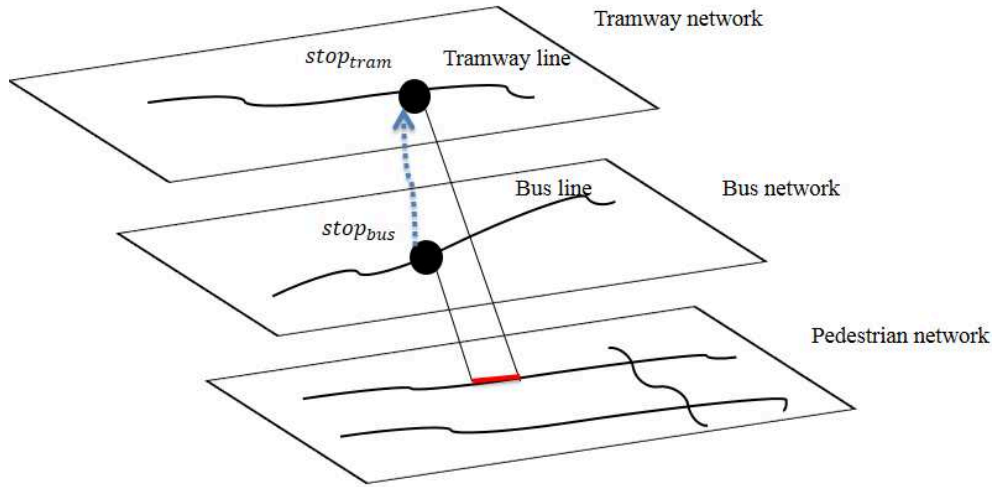 Tramway network
stop_tram
Tramway line
Bus line
Bus network
stop_bus
Pedestrian network